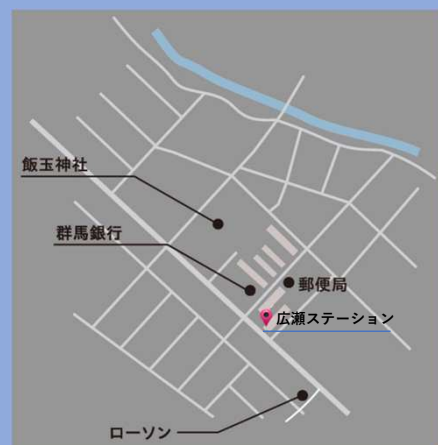 飯玉神社
群馬銀行
郵便局
広瀬ステーション
ローソン